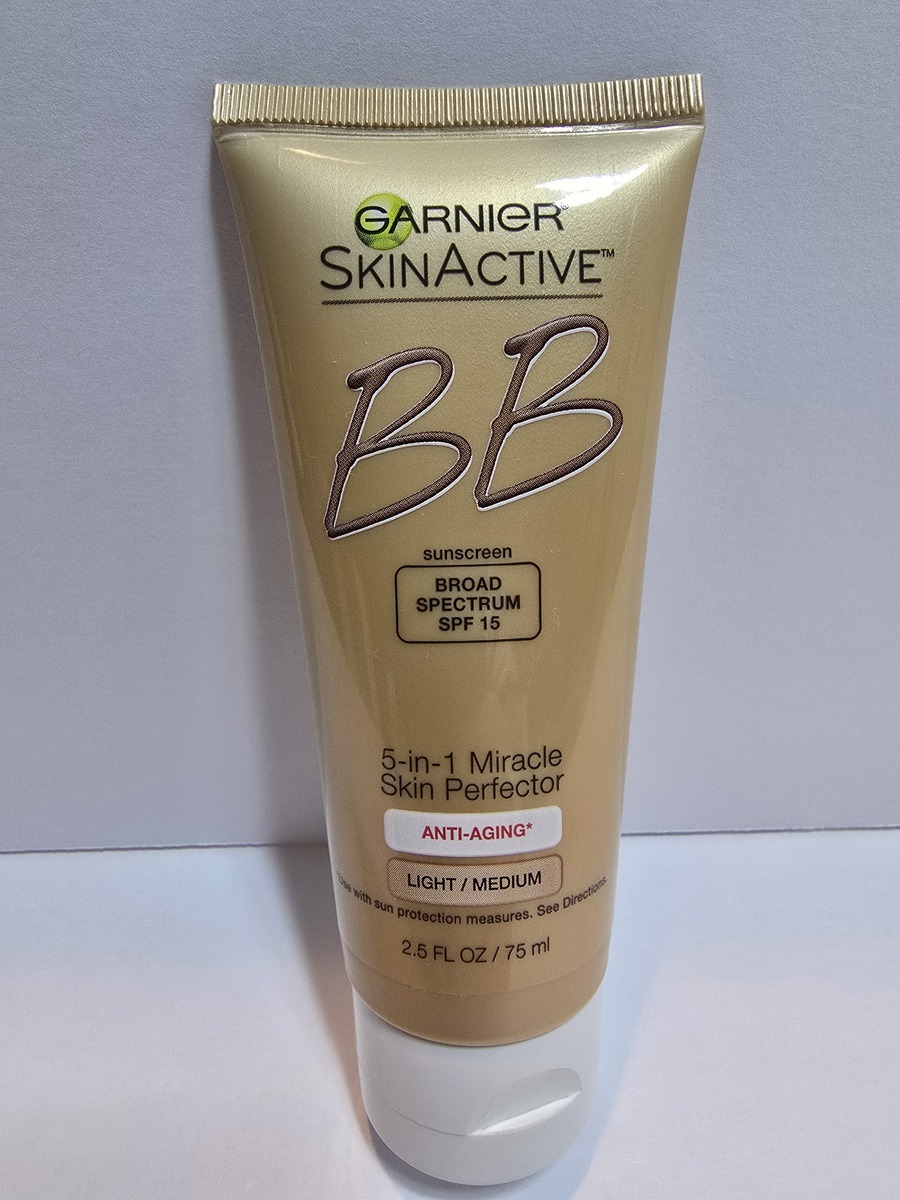 GARNIER®
SKINACTIVE™
BB
sunscreen
BROAD
SPECTRUM
SPF 15
5-in-1 Miracle
Skin Perfector
ANTI-AGING*
LIGHT / MEDIUM
*Use with sun protection measures. See Directions.
2.5 FL OZ / 75 ml